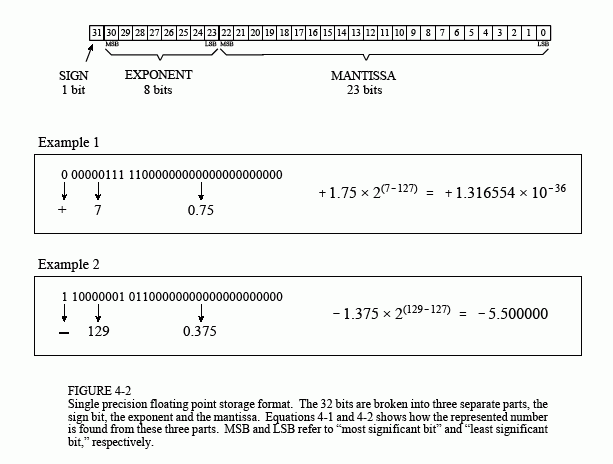 31 30 29 28 27 26 25 24 23 22 21 20 19 18 17 16 15 14 13 12 11 10 9 8 7 6 5 4 3 2 1 0
MSB LSB MSB LSB
SIGN EXPONENT MANTISSA
1 bit 8 bits 23 bits
Example 1
0 00000111 11000000000000000000000
+ 7 0.75
+1.75 × 2^(7−127) = +1.316554 × 10^−36
Example 2
1 10000001 01100000000000000000000
− 129 0.375
−1.375 × 2^(129−127) = −5.500000
FIGURE 4-2
Single precision floating point storage format. The 32 bits are broken into three separate parts, the
sign bit, the exponent and the mantissa. Equations 4-1 and 4-2 shows how the represented number
is found from these three parts. MSB and LSB refer to “most significant bit” and “least significant
bit,” respectively.